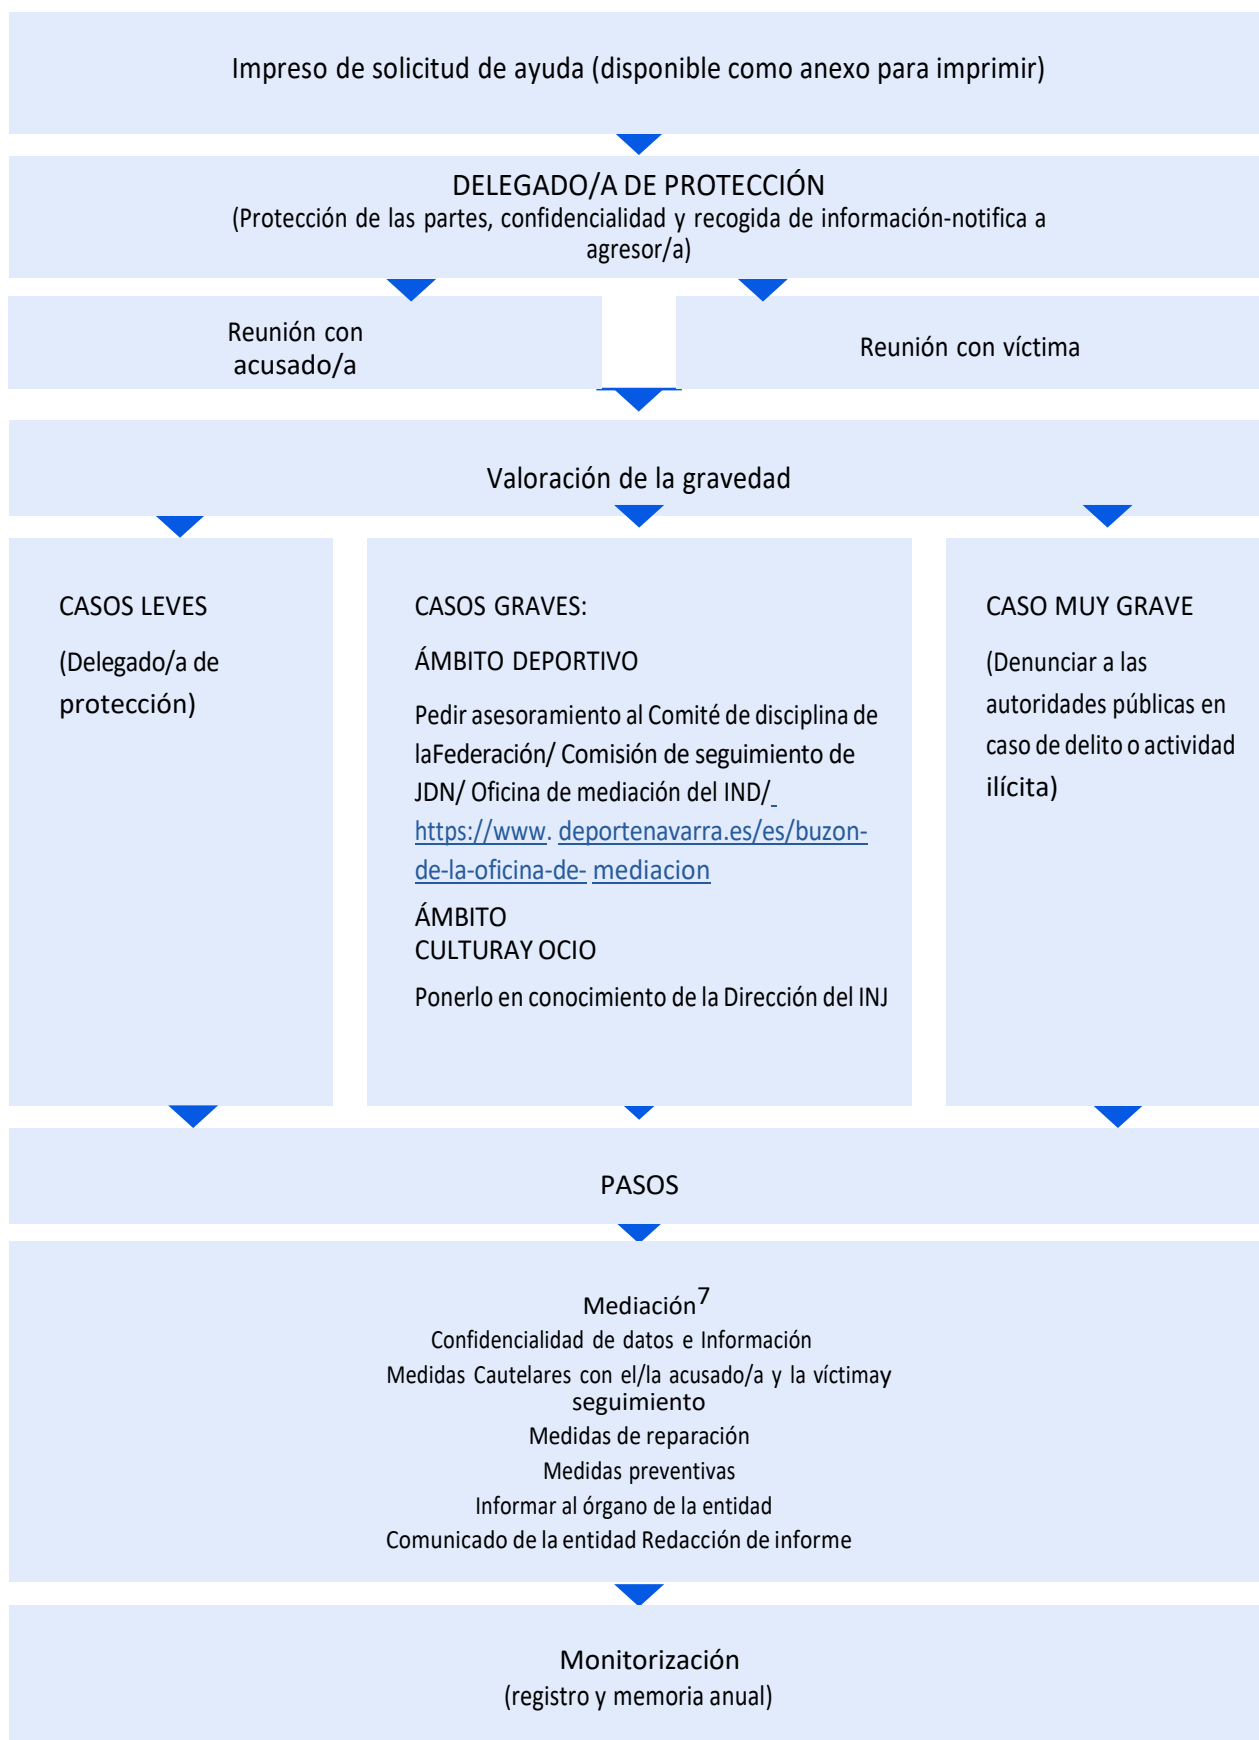 Impreso de solicitud de ayuda (disponible como anexo para imprimir)
DELEGADO/A DE PROTECCIÓN
(Protección de las partes, confidencialidad y recogida de información-notifica a
agresor/a)
Reunión con
acusado/a
Reunión con víctima
Valoración de la gravedad
CASOS LEVES
(Delegado/a de
protección)
CASOS GRAVES:
ÁMBITO DEPORTIVO
Pedir asesoramiento al Comité de disciplina de
laFederación/ Comisión de seguimiento de
JDN/ Oficina de mediación del IND/
https://www. deportenavarra.es/es/buzon-
de-la-oficina-de- mediacion
ÁMBITO
CULTURAY OCIO
Ponerlo en conocimiento de la Dirección del INJ
CASO MUY GRAVE
(Denunciar a las
autoridades públicas en
caso de delito o actividad
ilícita)
PASOS
Mediación7
Confidencialidad de datos e Información
Medidas Cautelares con el/la acusado/a y la víctimay
seguimiento
Medidas de reparación
Medidas preventivas
Informar al órgano de la entidad
Comunicado de la entidad Redacción de informe
Monitorización
(registro y memoria anual)